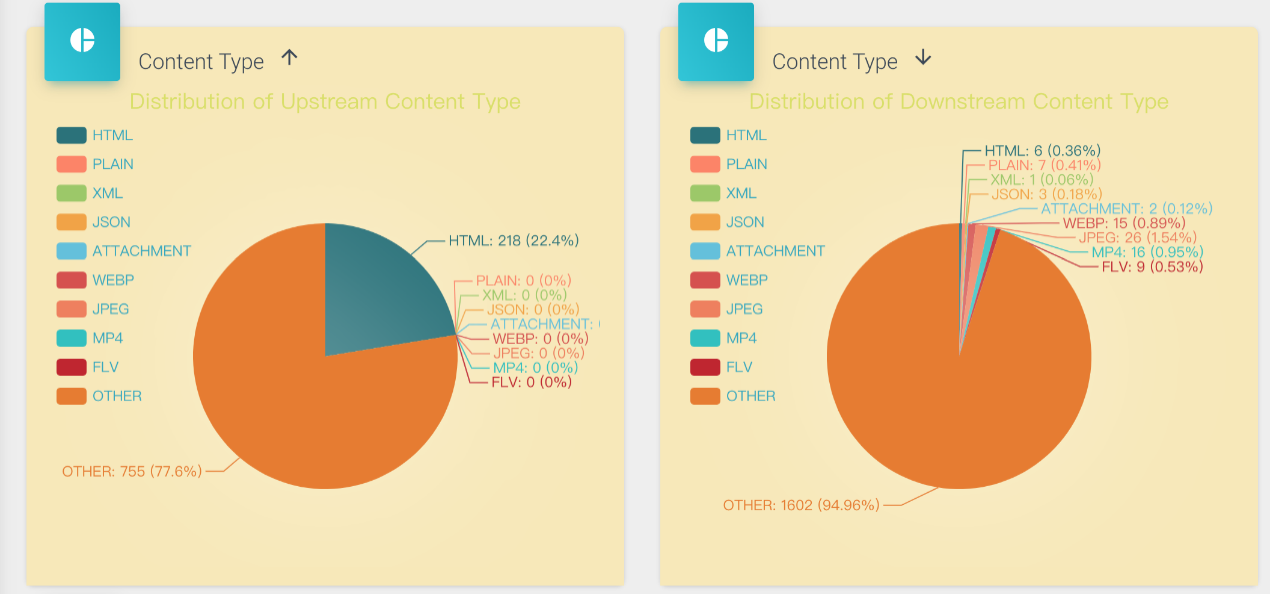 Content Type
Distribution of Upstream Content Type
HTML
PLAIN
XML
JSON
ATTACHMENT
WEBP
JPEG
MP4
FLV
OTHER
HTML: 218 (22.4%)
PLAIN: 0 (0%)
XML: 0 (0%)
JSON: 0 (0%)
ATTACHMENT:
WEBP: 0 (0%)
JPEG: 0 (0%)
MP4: 0 (0%)
FLV: 0 (0%)
OTHER: 755 (77.6%)
Content Type
Distribution of Downstream Content Type
HTML
PLAIN
XML
JSON
ATTACHMENT
WEBP
JPEG
MP4
FLV
OTHER
HTML: 6 (0.36%)
PLAIN: 7 (0.41%)
XML: 1 (0.06%)
JSON: 3 (0.18%)
ATTACHMENT: 2 (0.12%)
WEBP: 15 (0.89%)
JPEG: 26 (1.54%)
MP4: 16 (0.95%)
FLV: 9 (0.53%)
OTHER: 1602 (94.96%)